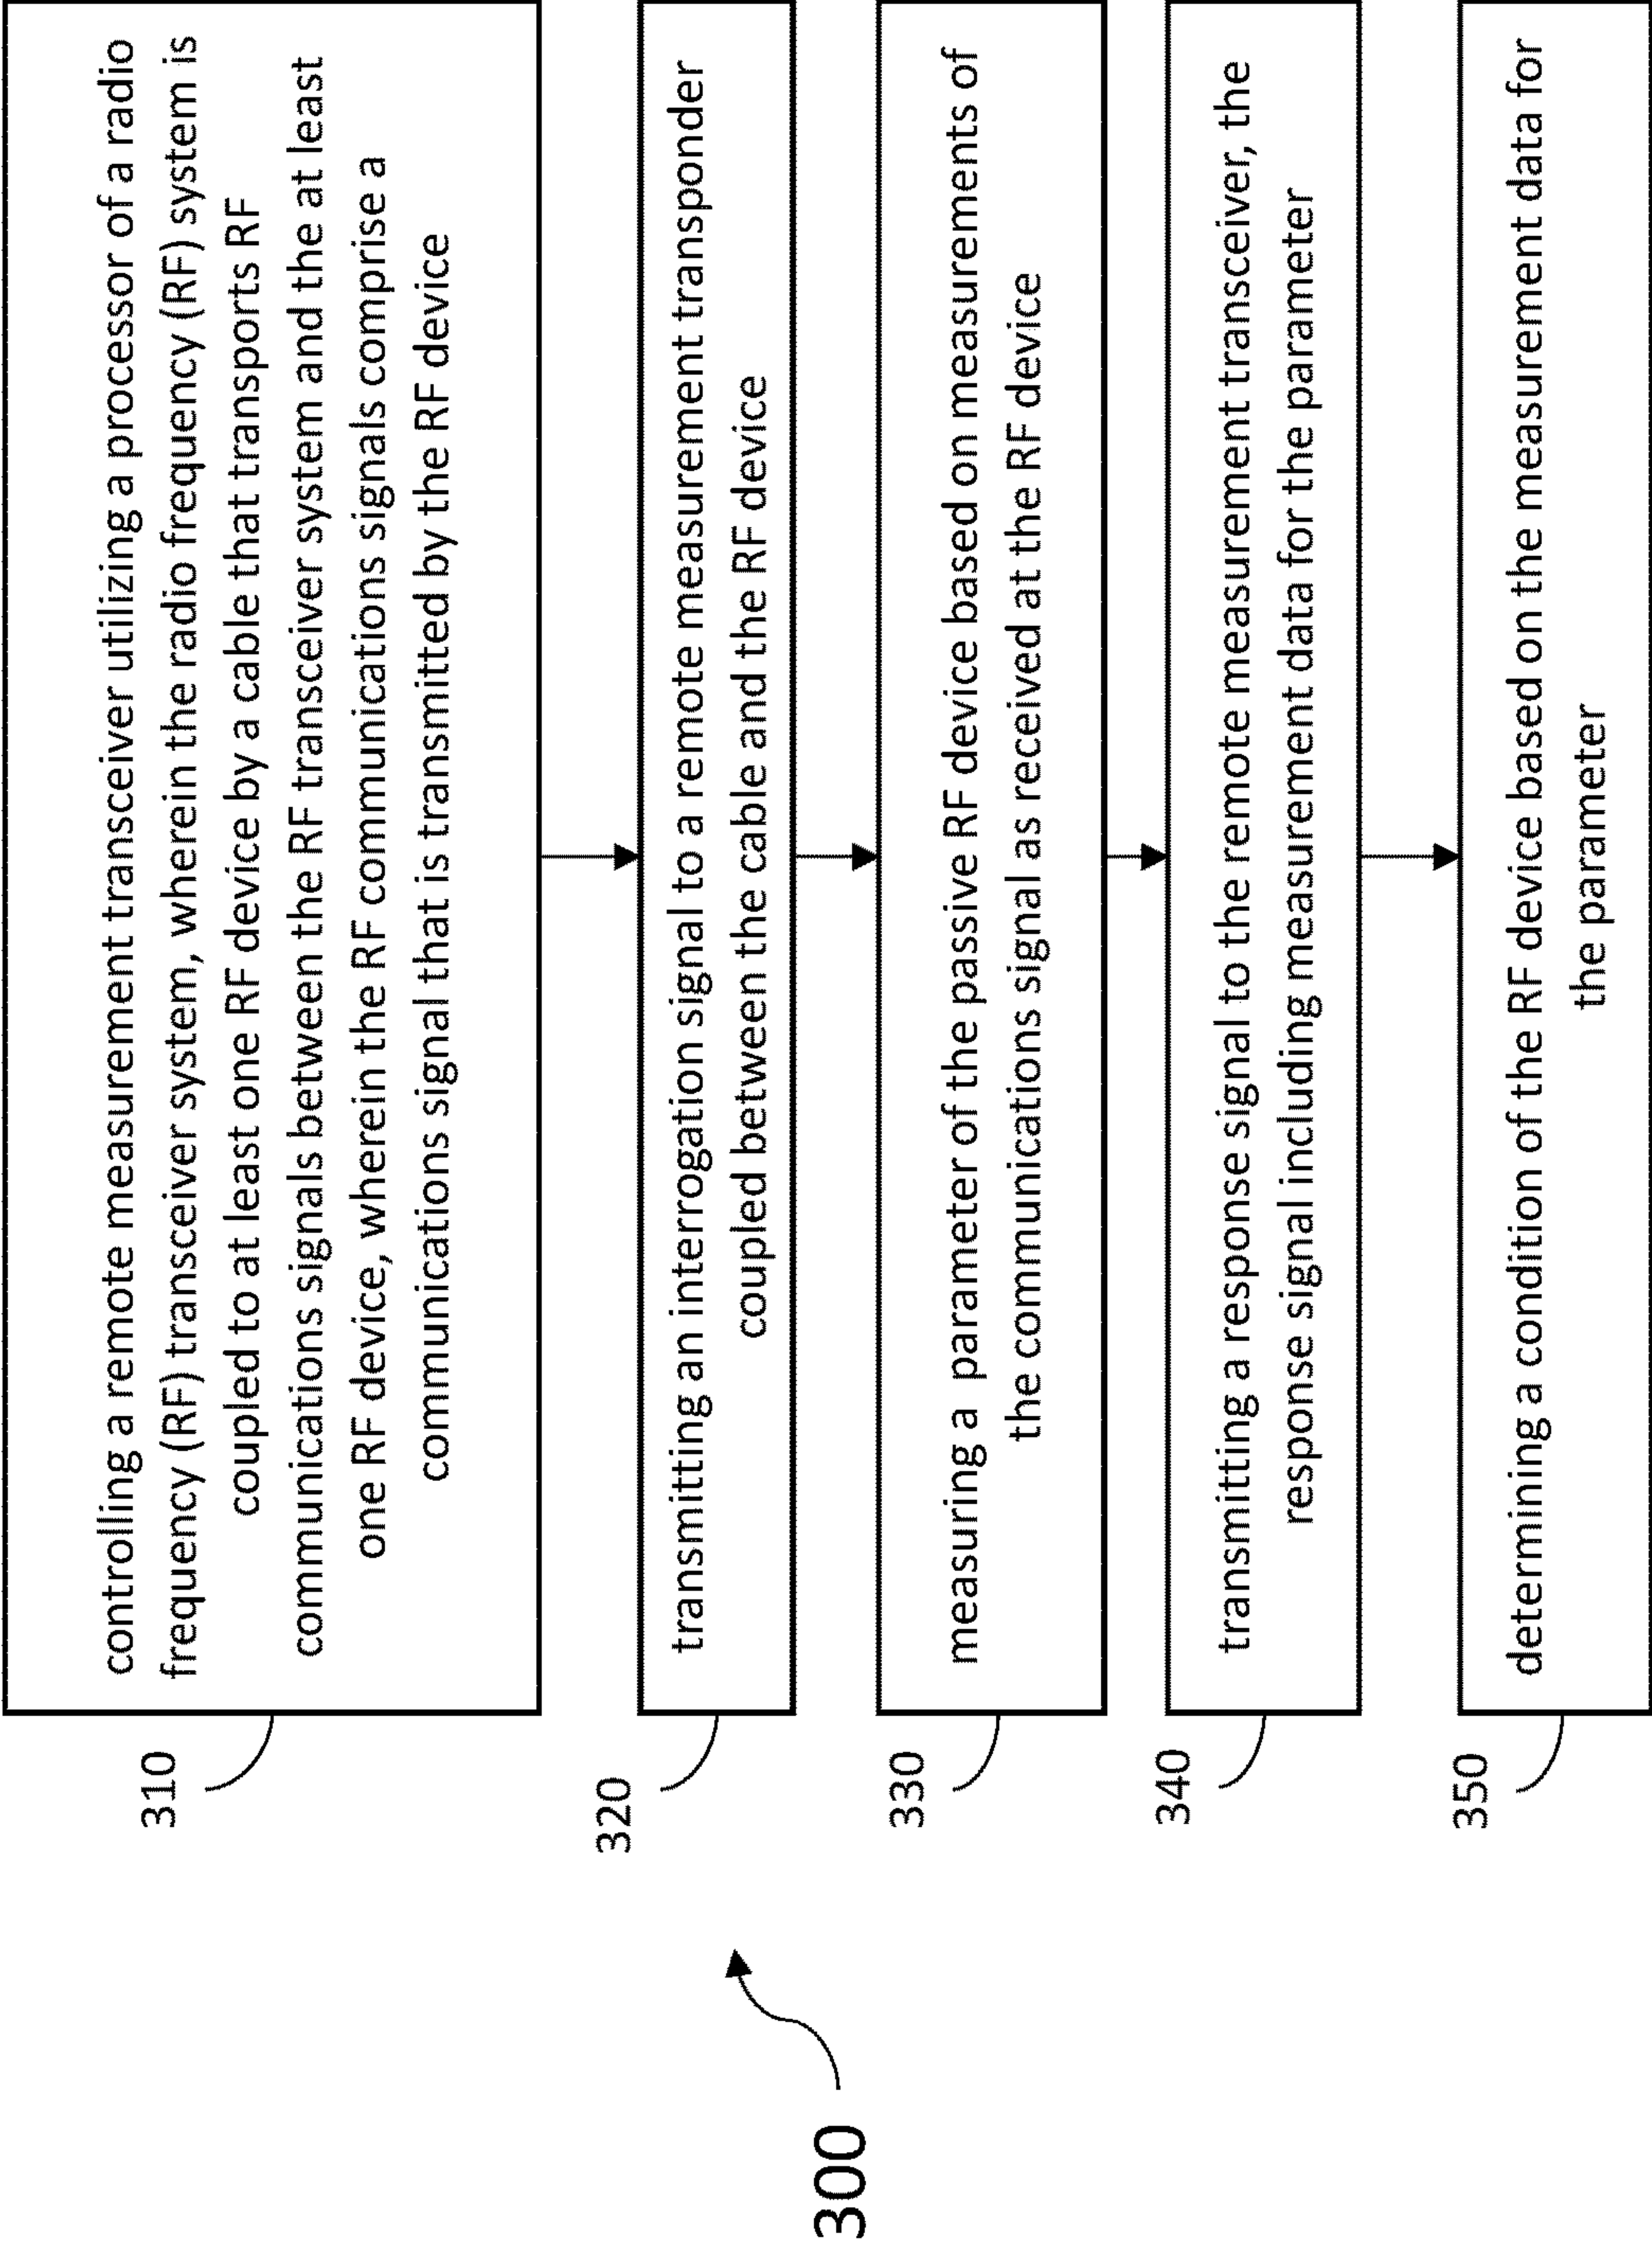 310
controlling a remote measurement transceiver utilizing a processor of a radio
frequency (RF) transceiver system, wherein the radio frequency (RF) system is
coupled to at least one RF device by a cable that transports RF
communications signals between the RF transceiver system and the at least
one RF device, wherein the RF communications signals comprise a
communications signal that is transmitted by the RF device
320
transmitting an interrogation signal to a remote measurement transponder
coupled between the cable and the RF device
330
measuring a parameter of the passive RF device based on measurements of
the communications signal as received at the RF device
340
transmitting a response signal to the remote measurement transceiver, the
response signal including measurement data for the parameter
350
determining a condition of the RF device based on the measurement data for
the parameter
300